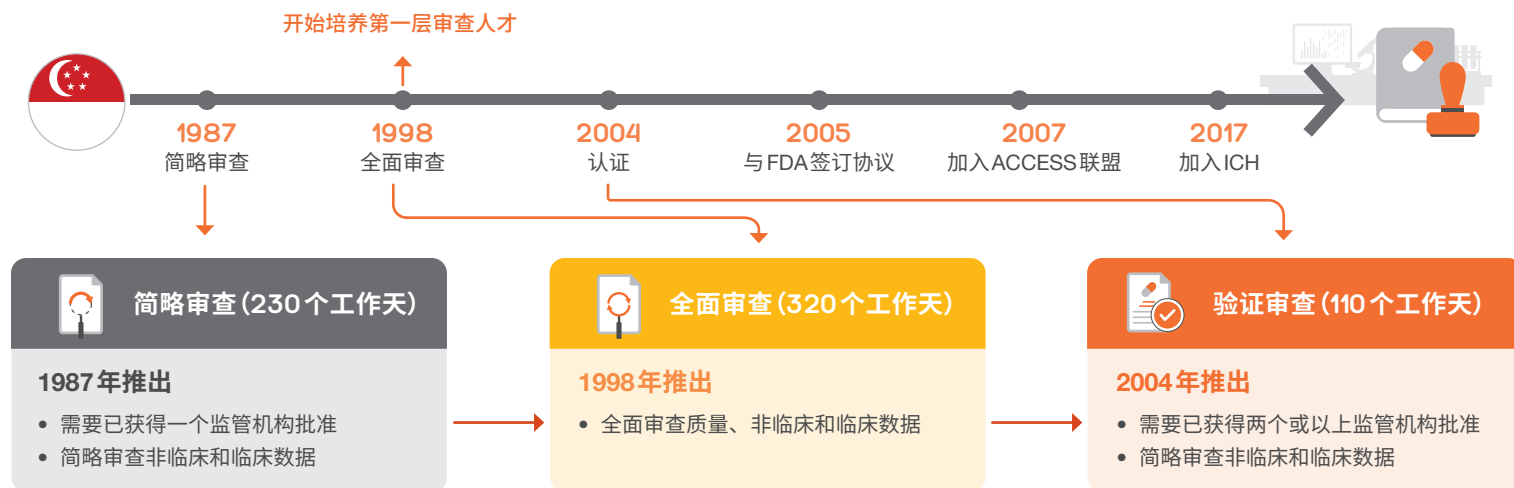 开始培养第一层审查人才
1987
简略审查
1998
全面审查
2004
认证
2005
与FDA签订协议
2007
加入ACCESS联盟
2017
加入ICH
简略审查(230个工作天)
1987年推出
• 需要已获得一个监管机构批准
• 简略审查非临床和临床数据
全面审查(320个工作天)
1998年推出
• 全面审查质量、非临床和临床数据
验证审查(110个工作天)
2004年推出
• 需要已获得两个或以上监管机构批准
• 简略审查非临床和临床数据